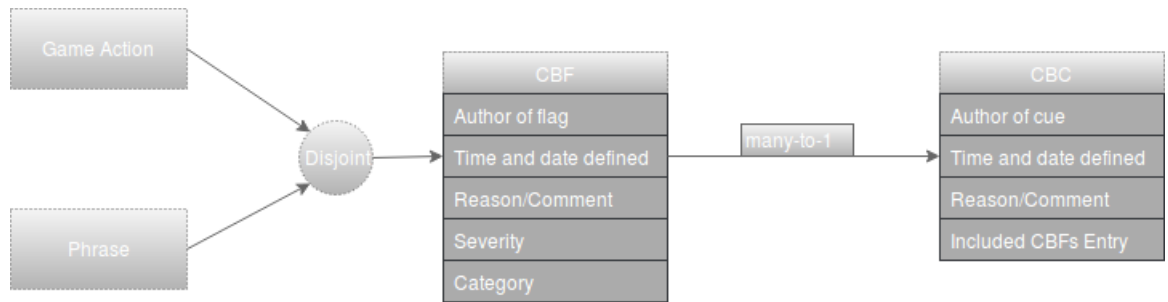 Game Action
Phrase
Disjoint
CBF
Author of flag
Time and date defined
Reason/Comment
Severity
Category
many-to-1
CBC
Author of cue
Time and date defined
Reason/Comment
Included CBFs Entry